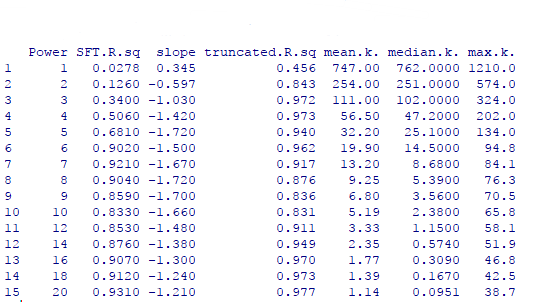 Power SFT.R.sq slope truncated.R.sq mean.k. median.k. max.k.
1 1 0.0278 0.345 0.456 747.00 762.0000 1210.0
2 2 0.1260 -0.597 0.843 254.00 251.0000 574.0
3 3 0.3400 -1.030 0.972 111.00 102.0000 324.0
4 4 0.5060 -1.420 0.973 56.50 47.2000 202.0
5 5 0.6810 -1.720 0.940 32.20 25.1000 134.0
6 6 0.9020 -1.500 0.962 19.90 14.5000 94.8
7 7 0.9210 -1.670 0.917 13.20 8.6800 84.1
8 8 0.9040 -1.720 0.876 9.25 5.3900 76.3
9 9 0.8590 -1.700 0.836 6.80 3.5600 70.5
10 10 0.8330 -1.660 0.831 5.19 2.3800 65.8
11 12 0.8530 -1.480 0.911 3.33 1.1500 58.1
12 14 0.8760 -1.380 0.949 2.35 0.5740 51.9
13 16 0.9070 -1.300 0.970 1.77 0.3090 46.8
14 18 0.9120 -1.240 0.973 1.39 0.1670 42.5
15 20 0.9310 -1.210 0.977 1.14 0.0951 38.7